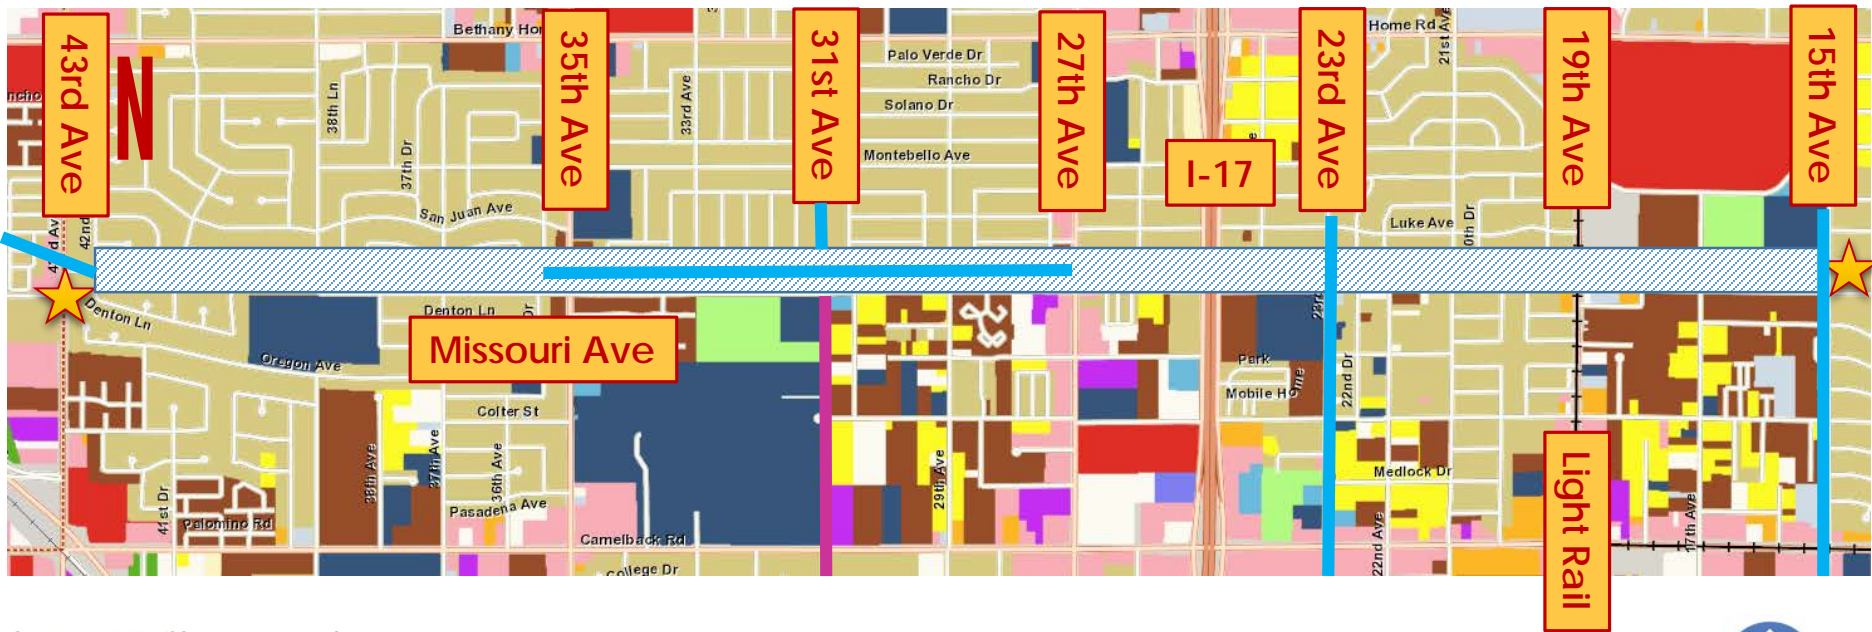 43rd Ave
N
35th Ave
31st Ave
27th Ave
I-17
23rd Ave
19th Ave
15th Ave
Missouri Ave
Light Rail
Bethany Ho
Home Rd
21st Ave
Palo Verde Dr
Rancho Dr
Solano Dr
Montebello Ave
38th Ln
37th Dr
33rd Ave
San Juan Ave
Luke Ave
42nd
Denton Ln
Denton Ln
Dr
Oregon Ave
Park
Mobile Home
22nd Dr
Colter St
38th Ave
37th Ave
36th Ave
29th Ave
Medlock Dr
41st Dr
Palomino Rd
Pasadena Ave
Camelback Rd
College Dr
22nd Ave
17th Ave